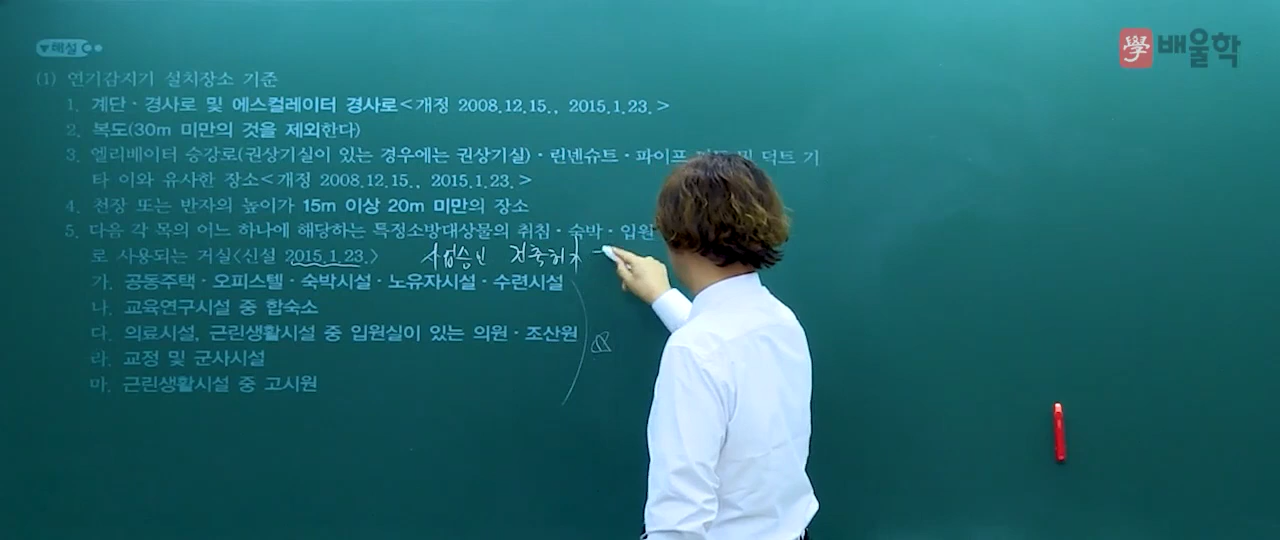 學 배울학
▼해설
(1) 연기감지기 설치장소 기준
1. 계단·경사로 및 에스컬레이터 경사로<개정 2008.12.15., 2015.1.23.>
2. 복도(30m 미만의 것을 제외한다)
3. 엘리베이터 승강로(권상기실이 있는 경우에는 권상기실)·린넨슈트·파이프 및 덕트 기
타 이와 유사한 장소<개정 2008.12.15., 2015.1.23.>
4. 천장 또는 반자의 높이가 15m 이상 20m 미만의 장소
5. 다음 각 목의 어느 하나에 해당하는 특정소방대상물의 취침·숙박·입원
로 사용되는 거실<신설 2015.1.23.> 사업승인 건축허가
가. 공동주택·오피스텔·숙박시설·노유자시설·수련시설
나. 교육연구시설 중 합숙소
다. 의료시설, 근린생활시설 중 입원실이 있는 의원·조산원
라. 교정 및 군사시설
마. 근린생활시설 중 고시원